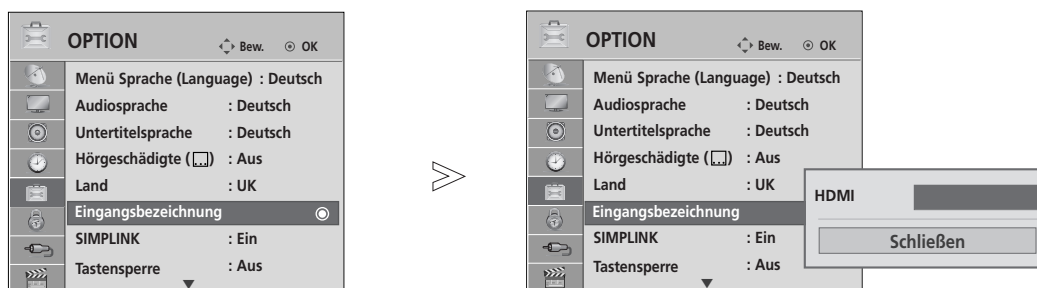 OPTION Bew. OK
Menü Sprache (Language) : Deutsch
Audiosprache : Deutsch
Untertitelsprache : Deutsch
Hörgeschädigte ( ) : Aus
Land : UK
Eingangsbezeichnung
SIMPLINK : Ein
Tastensperre : Aus
OPTION Bew. OK
Menü Sprache (Language) : Deutsch
Audiosprache : Deutsch
Untertitelsprache : Deutsch
Hörgeschädigte ( ) : Aus
Land : UK
Eingangsbezeichnung
SIMPLINK : Ein
Tastensperre : Aus
HDMI
Schließen